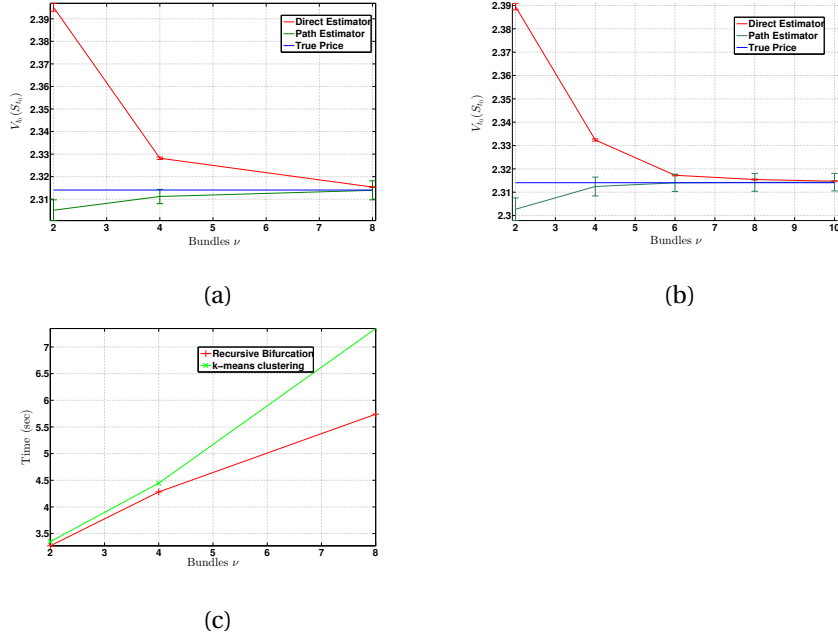 2.39
2.38
2.37
2.36
2.35
2.34
2.33
2.32
2.31
V_{t_0}(S_{t_0})
2 3 4 5 6 7 8
Bundles ν
Direct Estimator
Path Estimator
True Price
(a)
2.39
2.38
2.37
2.36
2.35
2.34
2.33
2.32
2.31
2.3
V_{t_0}(S_{t_0})
2 3 4 5 6 7 8 9 10
Bundles ν
Direct Estimator
Path Estimator
True Price
(b)
7
6.5
6
5.5
5
4.5
4
3.5
Time (sec)
2 3 4 5 6 7 8
Bundles ν
Recursive Bifurcation
k-means clustering
(c)